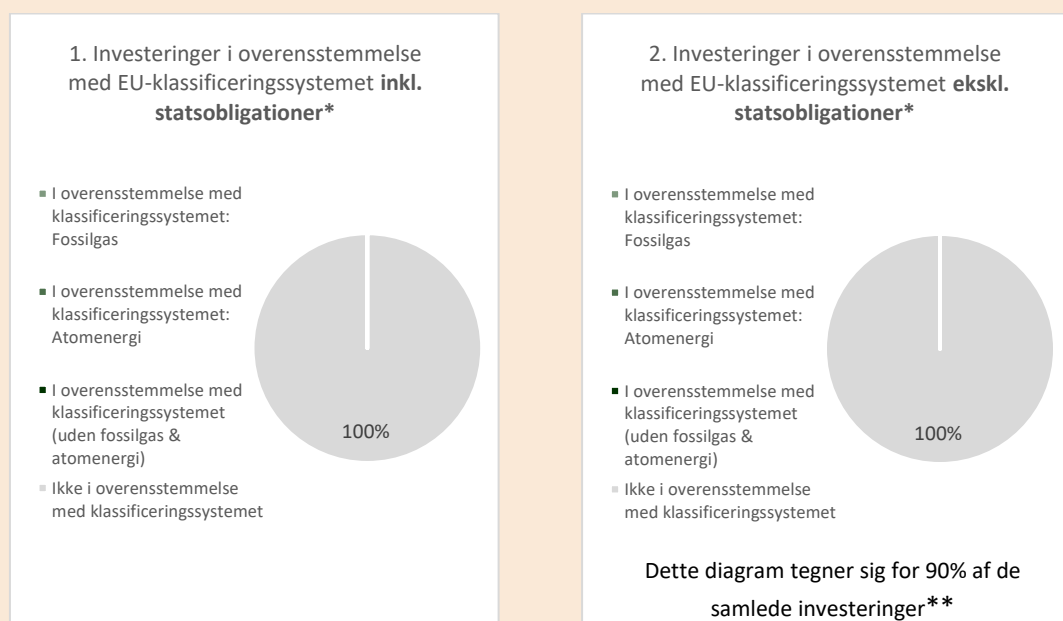 1. Investeringer i overensstemmelse
med EU-klassificeringssystemet inkl.
statsobligationer*
I overensstemmelse med
klassificeringssystemet:
Fossilgas
I overensstemmelse med
klassificeringssystemet:
Atomenergi
I overensstemmelse med
klassificeringssystemet
(uden fossilgas &
atomenergi)
Ikke i overensstemmelse
med klassificeringssystemet
100%
2. Investeringer i overensstemmelse
med EU-klassificeringssystemet ekskl.
statsobligationer*
I overensstemmelse med
klassificeringssystemet:
Fossilgas
I overensstemmelse med
klassificeringssystemet:
Atomenergi
I overensstemmelse med
klassificeringssystemet
(uden fossilgas &
atomenergi)
Ikke i overensstemmelse
med klassificeringssystemet
100%
Dette diagram tegner sig for 90% af de
samlede investeringer**